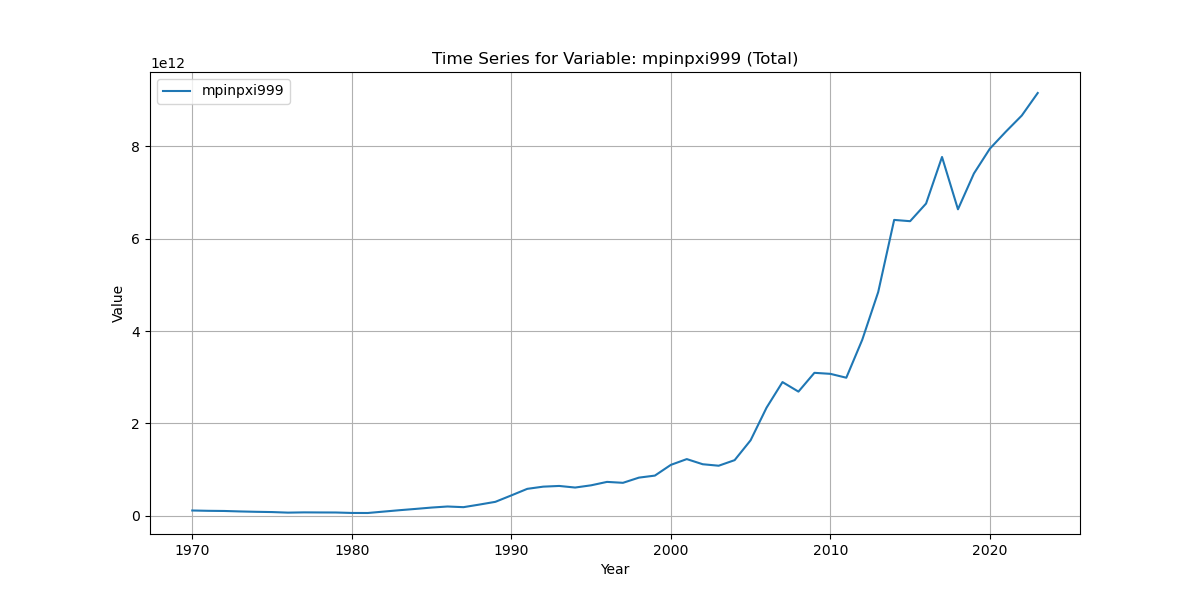 Time Series for Variable: mpinpxi999 (Total)
1e12
mpinpxi999
8
6
4
2
0
Value
1970 1980 1990 2000 2010 2020
Year